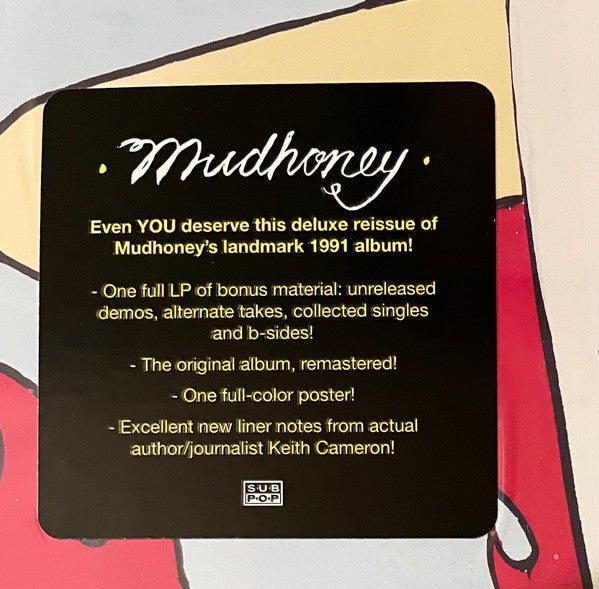 • Mudhoney •
Even YOU deserve this deluxe reissue of
Mudhoney's landmark 1991 album!
- One full LP of bonus material: unreleased
demos, alternate takes, collected singles
and b-sides!
- The original album, remastered!
- One full-color poster!
- Excellent new liner notes from actual
author/journalist Keith Cameron!
S·U·B
P·O·P